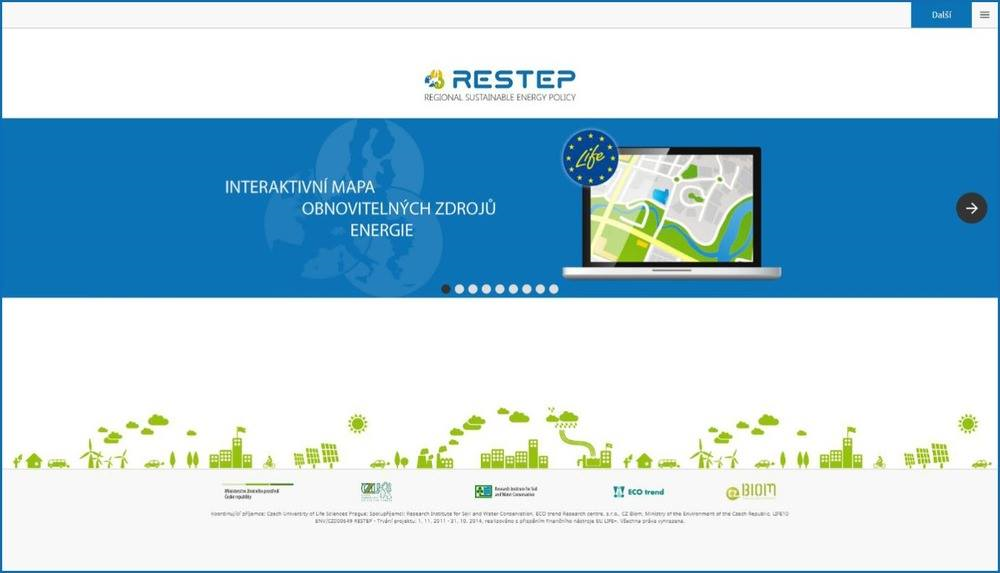 Další
RESTEP
REGIONAL SUSTAINABLE ENERGY POLICY
Life
INTERAKTIVNÍ MAPA
OBNOVITELNÝCH ZDROJŮ
ENERGIE
Ministerstvo životního prostředí
České republiky
Research Institute for Soil
and Water Conservation
ECO trend
CZ BIOM
Koordinující příjemce: Czech University of Life Sciences Prague; Spolupříjemci: Research Institute for Soil and Water Conservation, ECO trend Research centre, s.r.o., CZ Biom, Ministry of the Environment of the Czech Republic, LIFE10
ENV/CZ/000649 RESTEP - Trvání projektu: 1. 11. 2011 - 31. 10. 2014, realizováno s přispěním finančního nástroje EU LIFE+. Všechna práva vyhrazena.